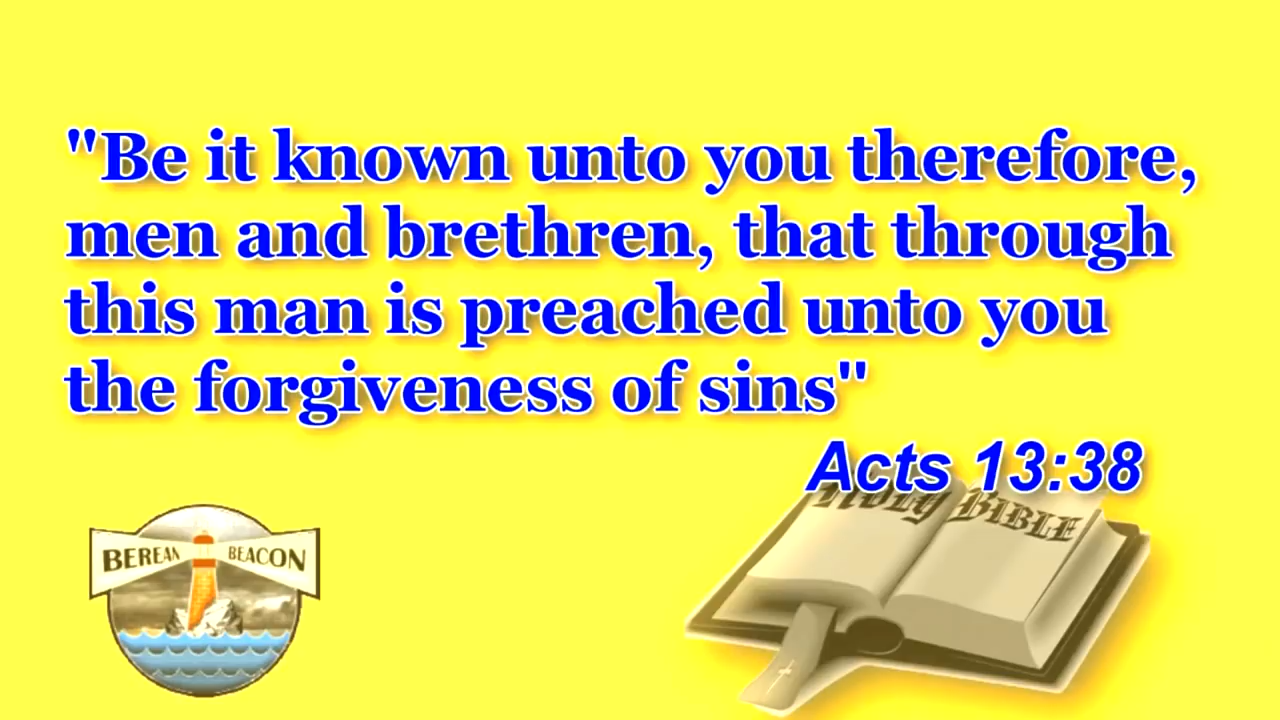 "Be it known unto you therefore,
men and brethren, that through
this man is preached unto you
the forgiveness of sins"
Acts 13:38
HOLY BIBLE
BEREAN BEACON